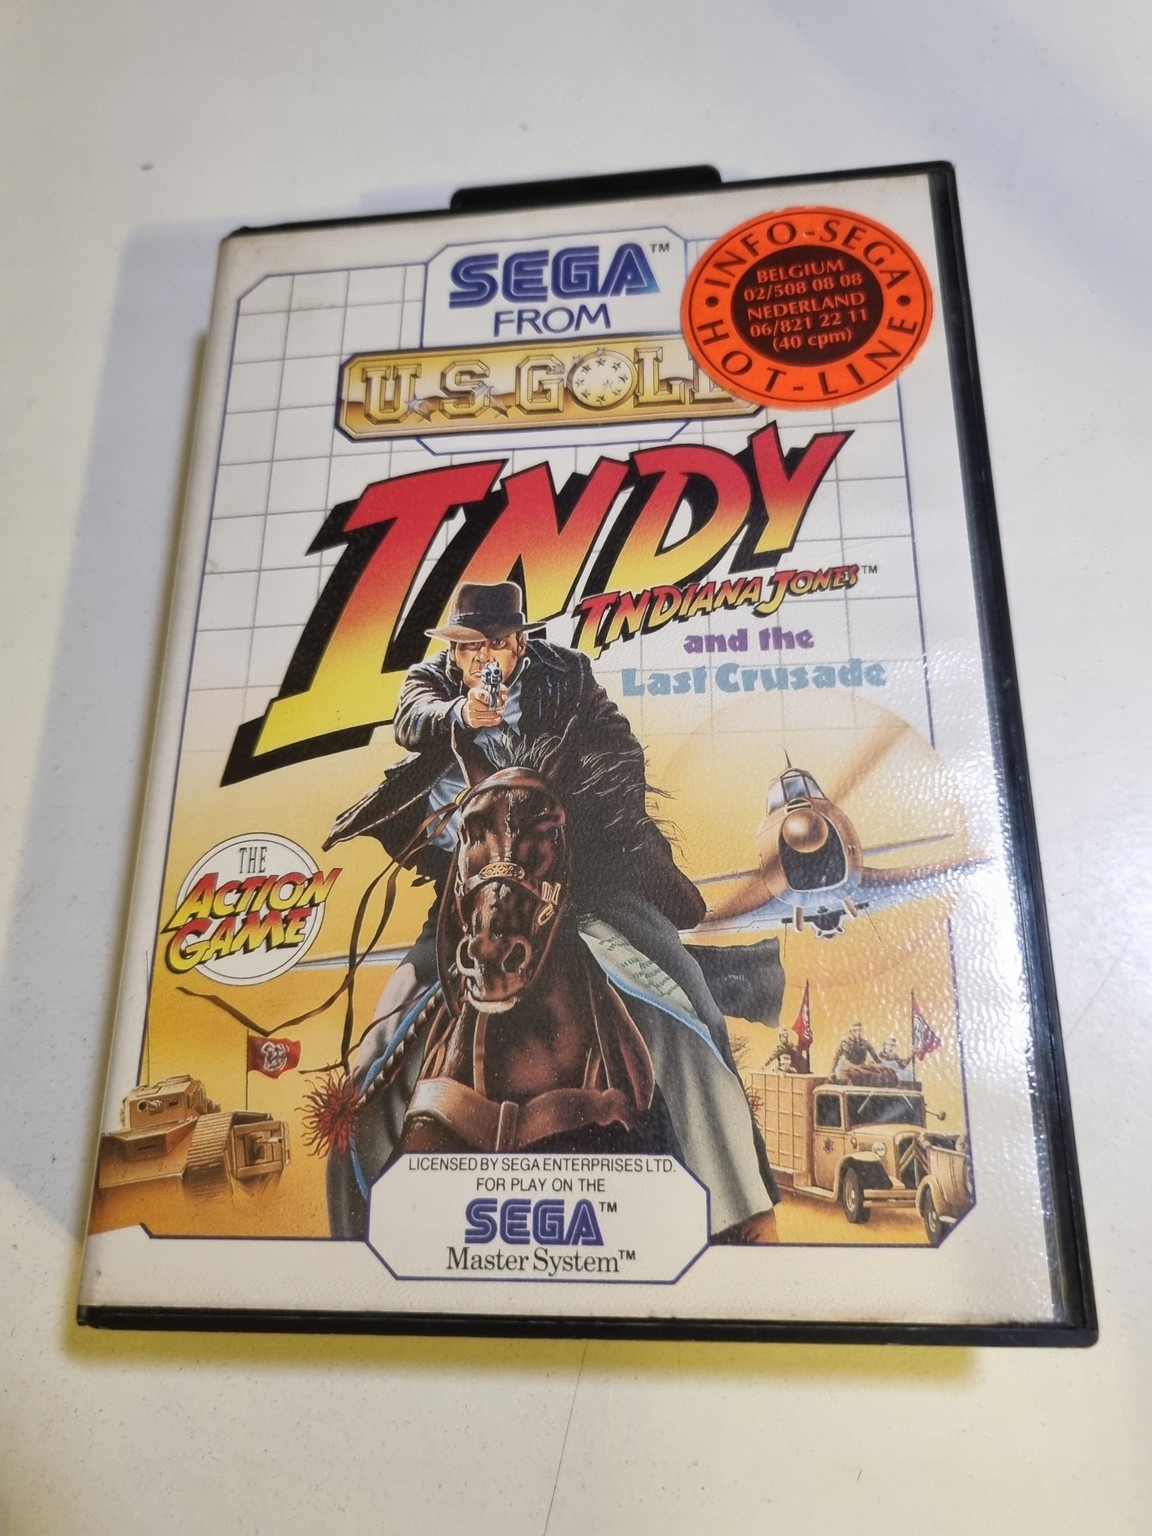 SEGA™
FROM
U.S. GOLD
INFO-SEGA
BELGIUM
02/508 08 08
NEDERLAND
06/821 22 11
(40 cpm)
HOT-LINE
INDY
INDIANA JONES™
and the
Last Crusade
THE
ACTION
GAME
LICENSED BY SEGA ENTERPRISES LTD.
FOR PLAY ON THE
SEGA™
Master System™